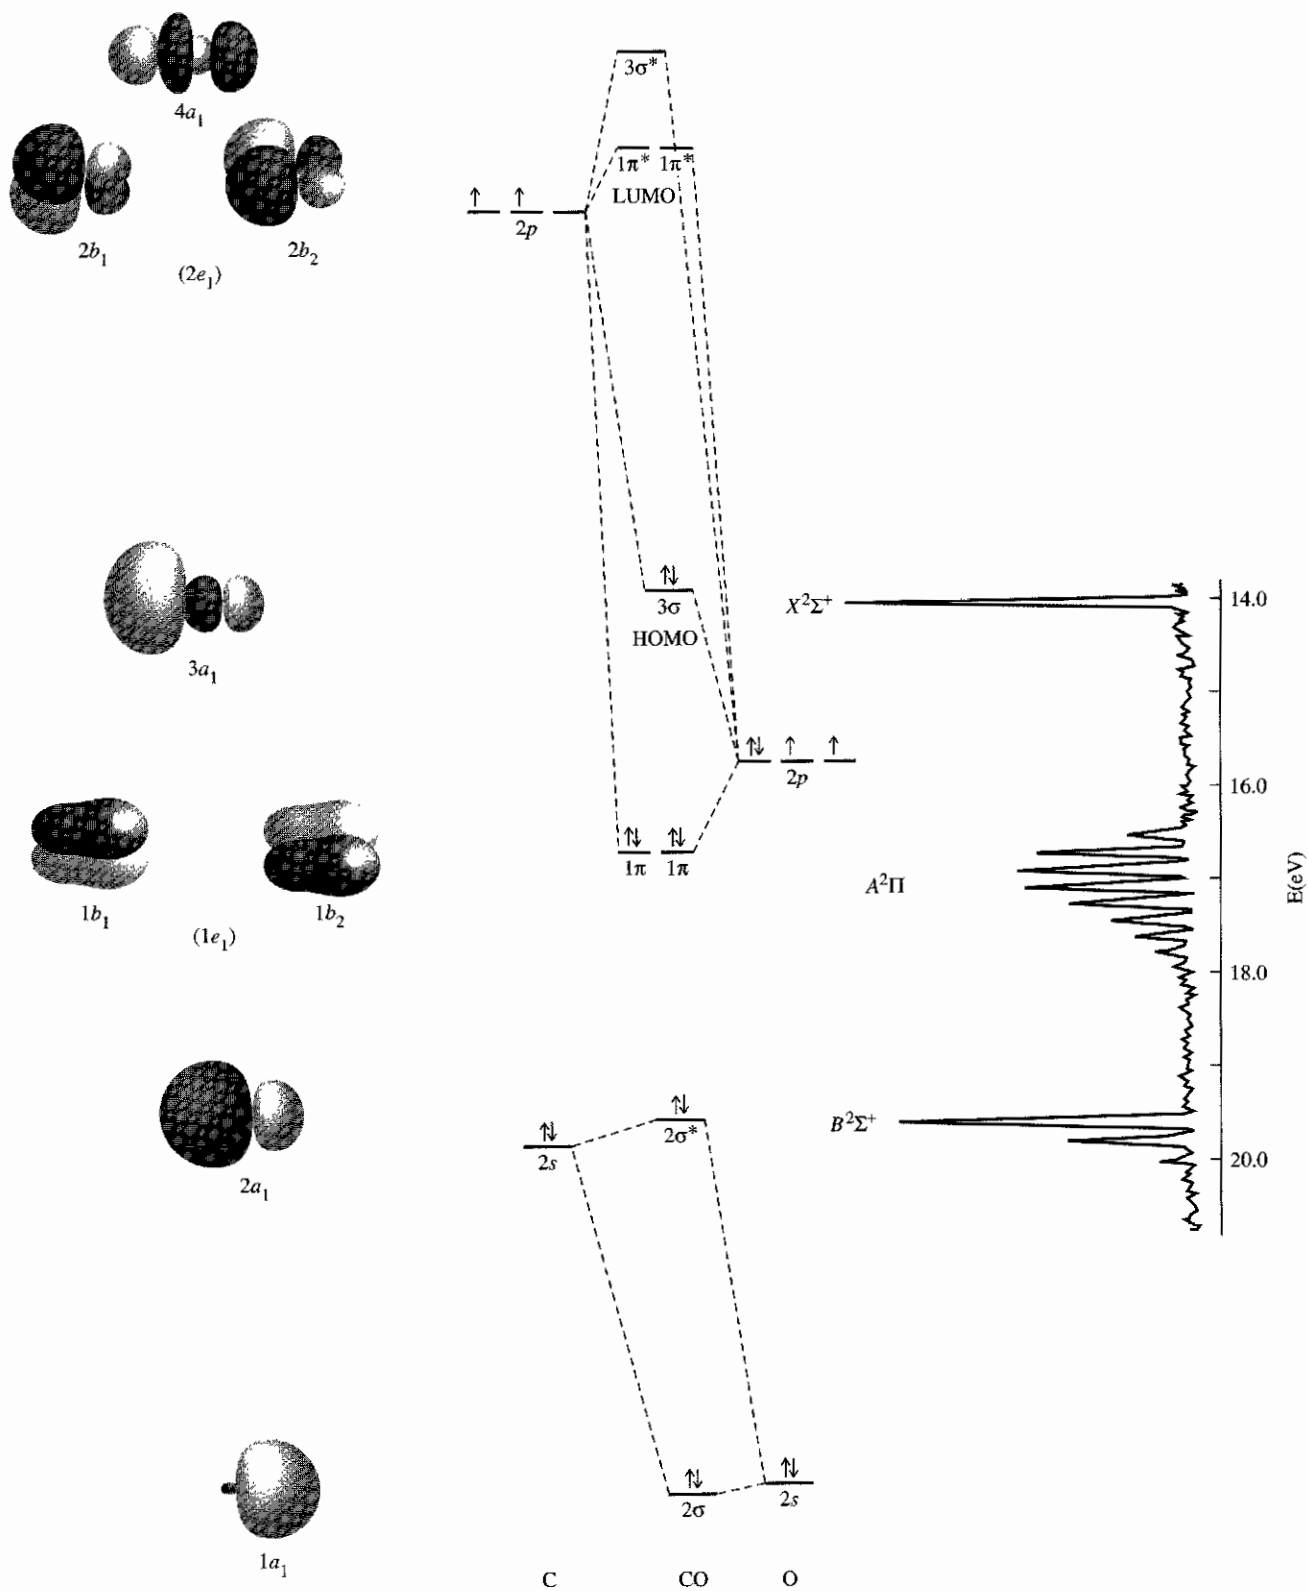 3σ*
4a₁
1π* 1π*
LUMO
2p
2b₁
2b₂
(2e₁)
3σ
HOMO
X²Σ⁺
14.0
3a₁
2p
16.0
1π 1π
A²Π
E(eV)
1b₁
1b₂
(1e₁)
18.0
2σ*
B²Σ⁺
2s
20.0
2a₁
2σ
2s
1a₁
C CO O